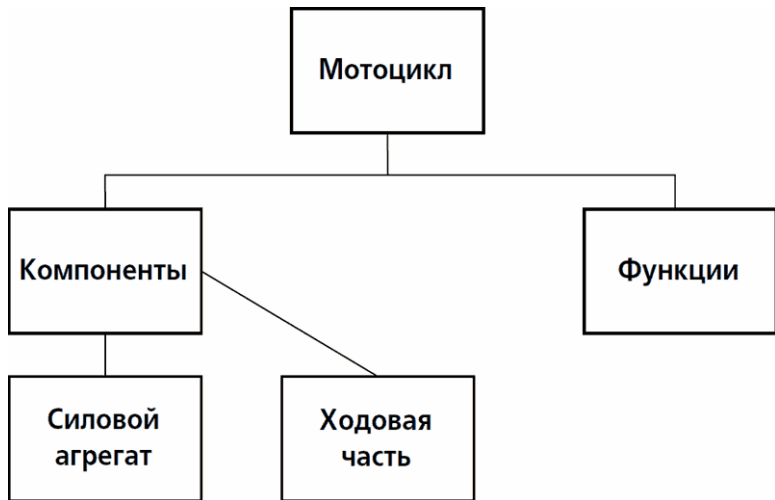 Мотоцикл
Компоненты
Функции
Силовой
агрегат
Ходовая
часть